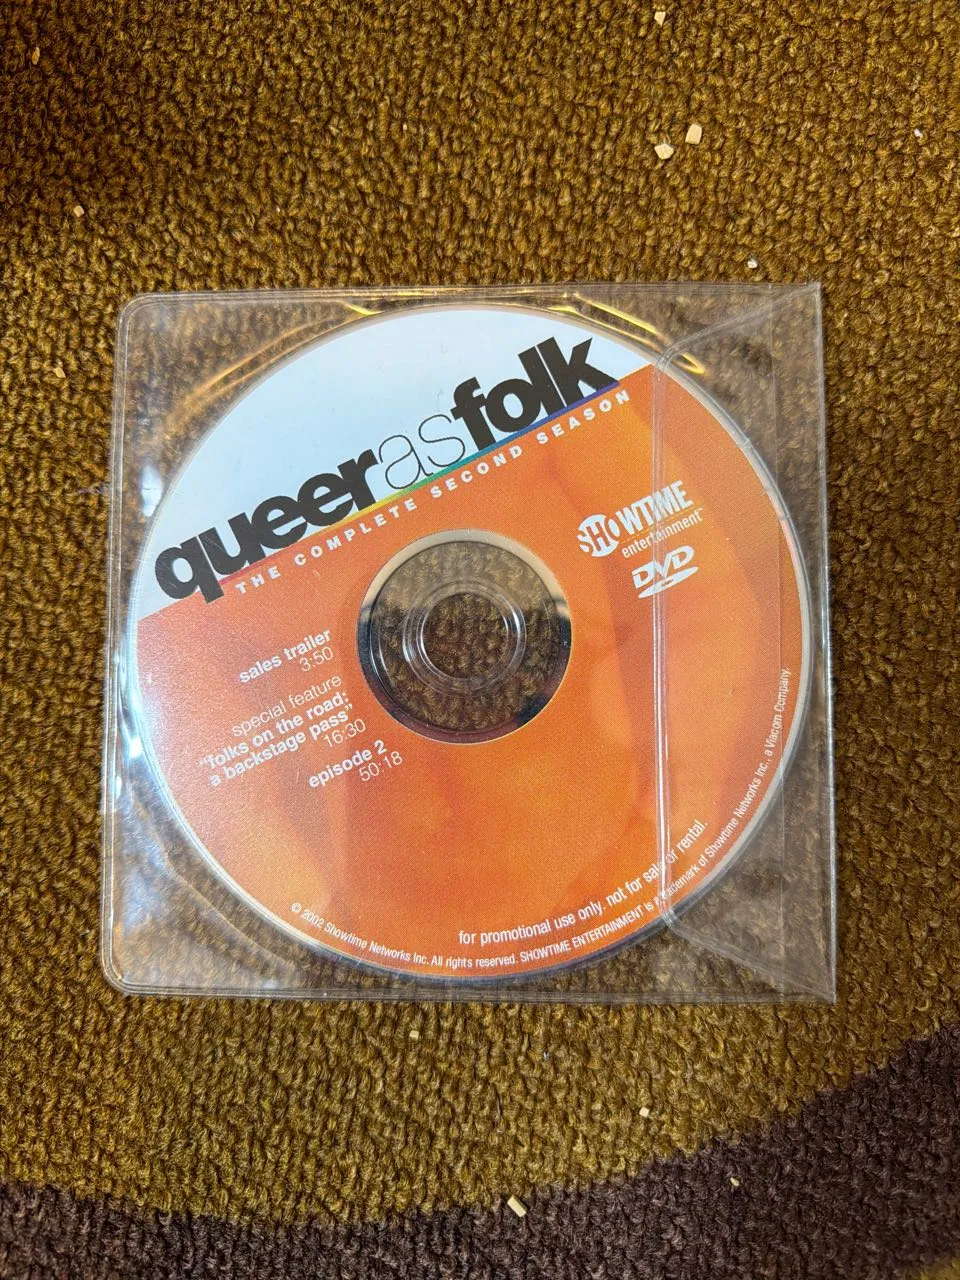 queerasfolk
THE COMPLETE SECOND SEASON
SHOWTIME
entertainment™
DVD
sales trailer
3:50
special feature
"folks on the road:
a backstage pass"
16:30
episode 2
50:18
for promotional use only. not for sale or rental.
© 2002 Showtime Networks Inc. All rights reserved. SHOWTIME ENTERTAINMENT is a trademark of Showtime Networks Inc., a Viacom Company.